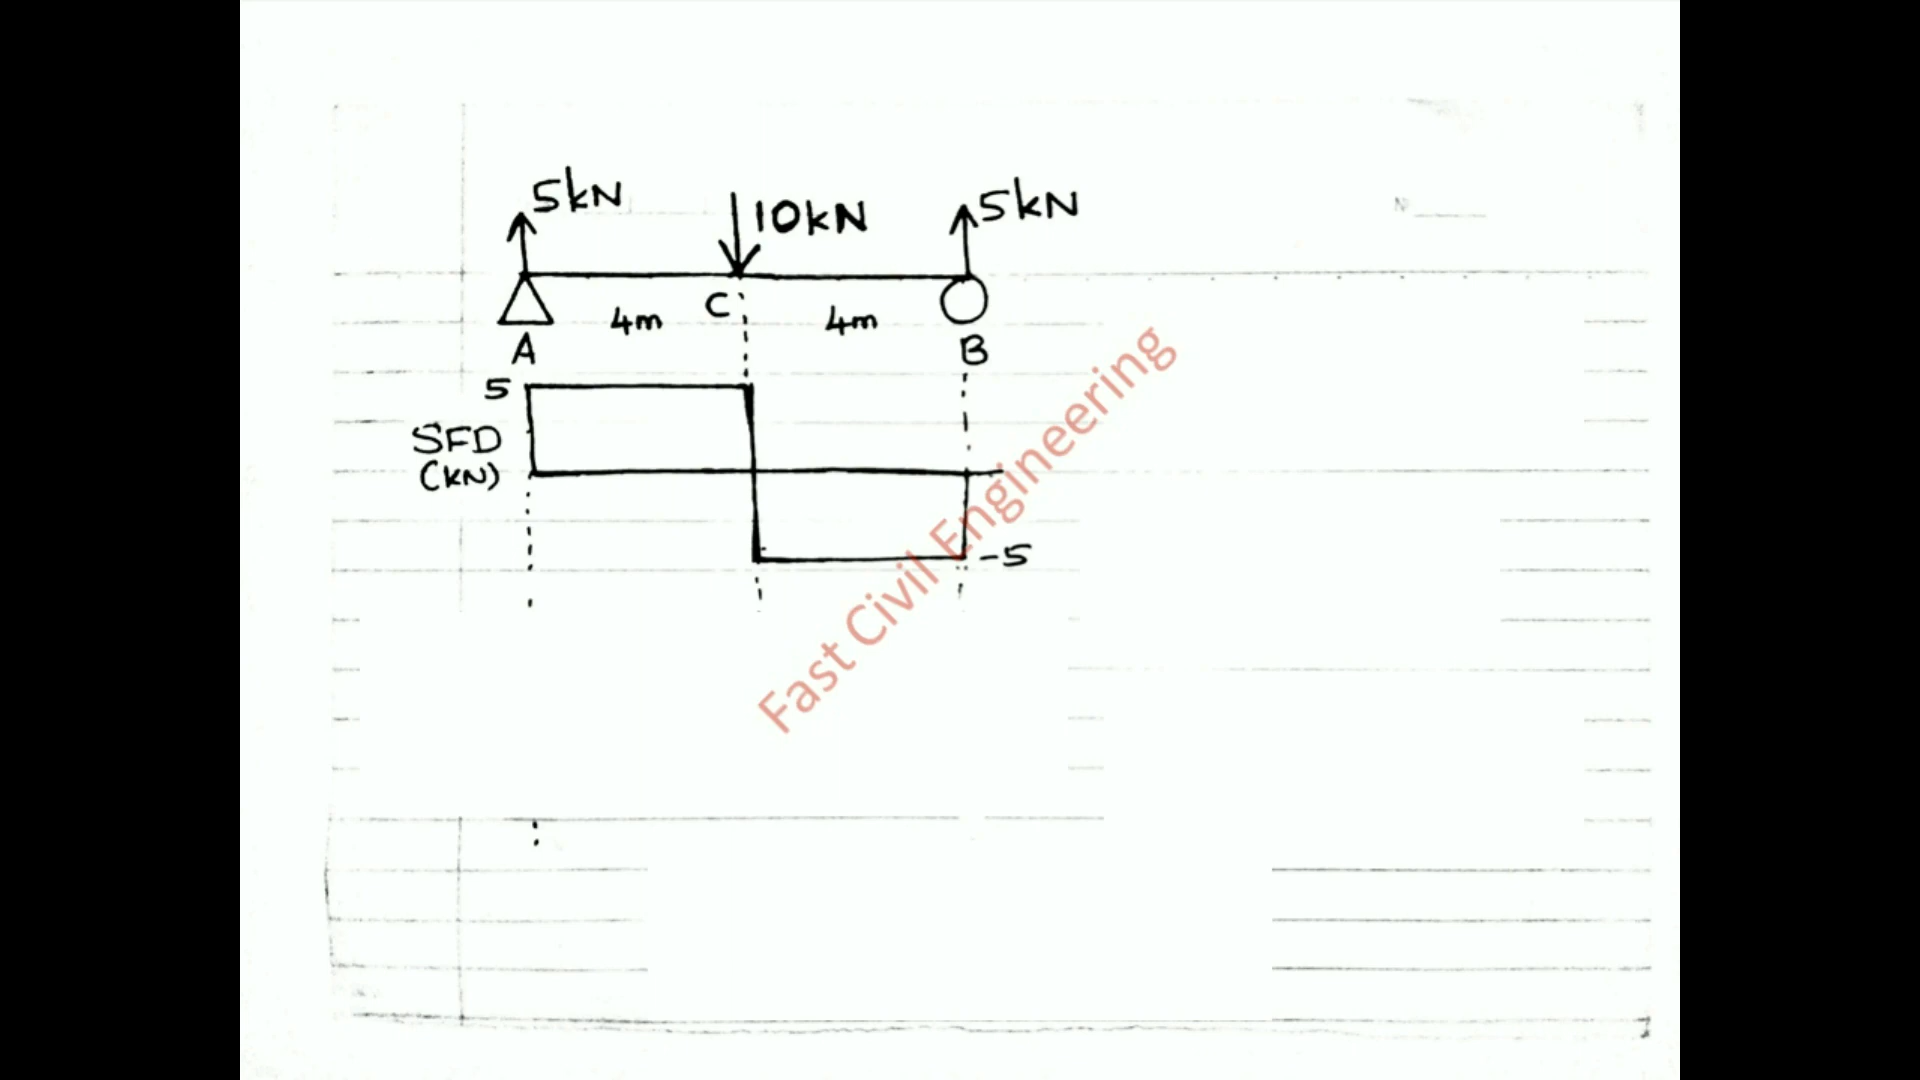 5kN
10kN
5kN
4m
C
4m
A
B
5
SFD
(kN)
-5
Fast Civil Engineering
N°